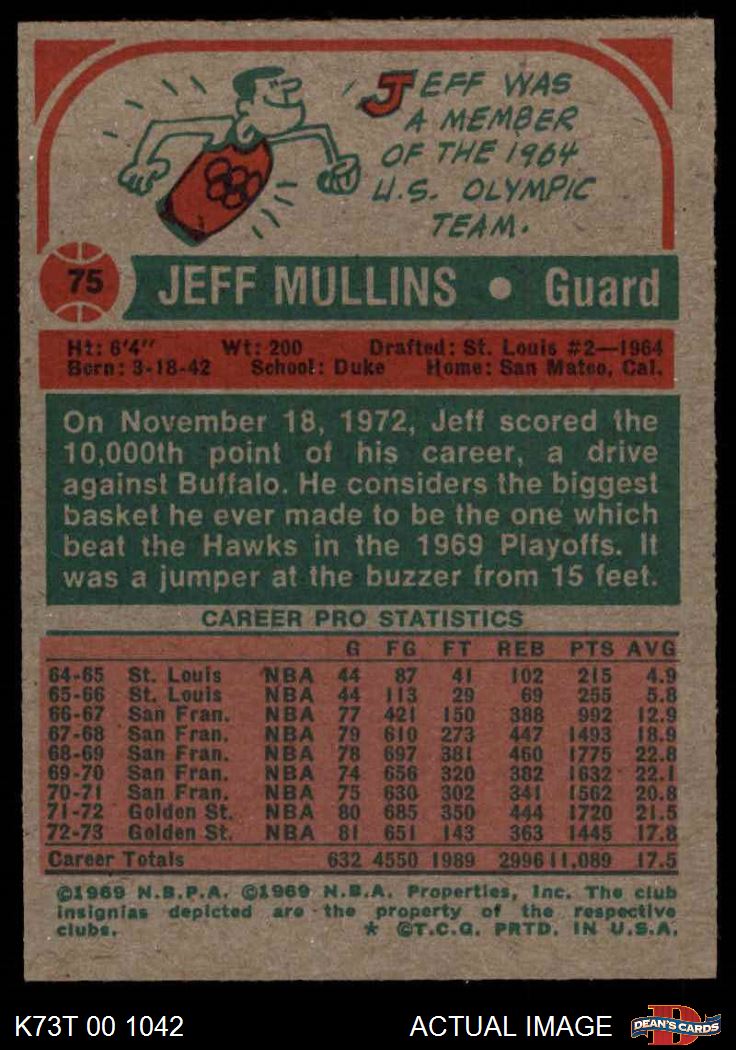 JEFF WAS
A MEMBER
OF THE 1964
U.S. OLYMPIC
TEAM.
75 JEFF MULLINS • Guard
Ht: 6'4" Wt: 200 Drafted: St. Louis #2—1964
Born: 3-18-42 School: Duke Home: San Mateo, Cal.
On November 18, 1972, Jeff scored the
10,000th point of his career, a drive
against Buffalo. He considers the biggest
basket he ever made to be the one which
beat the Hawks in the 1969 Playoffs. It
was a jumper at the buzzer from 15 feet.
CAREER PRO STATISTICS
G FG FT REB PTS AVG
64-65 St. Louis NBA 44 87 41 102 215 4.9
65-66 St. Louis NBA 44 113 29 69 255 5.8
66-67 San Fran. NBA 77 421 150 388 992 12.9
67-68 San Fran. NBA 79 610 273 447 1493 18.9
68-69 San Fran. NBA 78 697 381 460 1775 22.8
69-70 San Fran. NBA 74 656 320 382 1632 22.1
70-71 San Fran. NBA 75 630 302 341 1562 20.8
71-72 Golden St. NBA 80 685 350 444 1720 21.5
72-73 Golden St. NBA 81 651 143 363 1445 17.8
Career Totals 632 4550 1989 2996 11,089 17.5
©1969 N.B.P.A. ©1969 N.B.A. Properties, Inc. The club
insignias depicted are the property of the respective
clubs. * ©T.C.G. PRTD. IN U.S.A.
K73T 00 1042 ACTUAL IMAGE DEAN'S CARDS